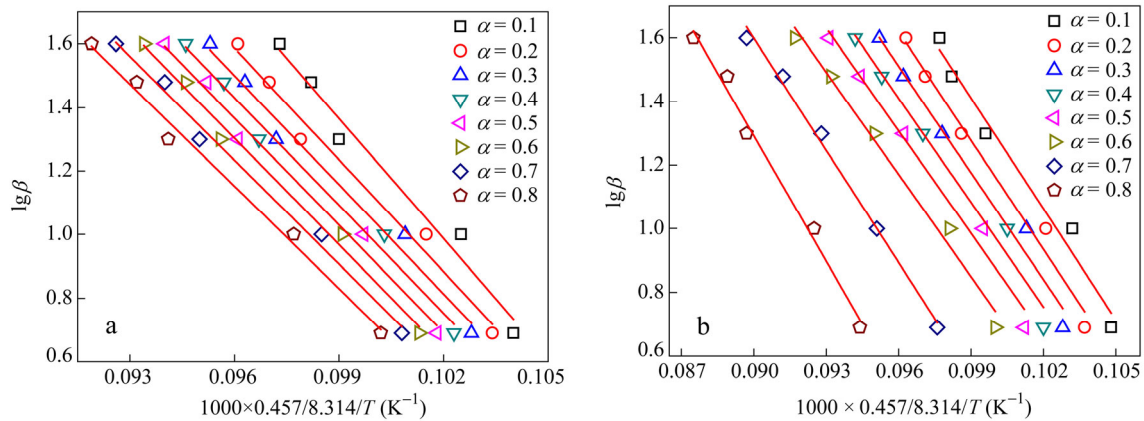 1.6
1.4
1.2
1.0
0.8
0.6
lgβ
0.093
0.096
0.099
0.102
0.105
1000×0.457/8.314/T (K⁻¹)
a
α = 0.1
α = 0.2
α = 0.3
α = 0.4
α = 0.5
α = 0.6
α = 0.7
α = 0.8
1.6
1.4
1.2
1.0
0.8
0.6
lgβ
0.087
0.090
0.093
0.096
0.099
0.102
0.105
1000 × 0.457/8.314/T (K⁻¹)
b
α = 0.1
α = 0.2
α = 0.3
α = 0.4
α = 0.5
α = 0.6
α = 0.7
α = 0.8